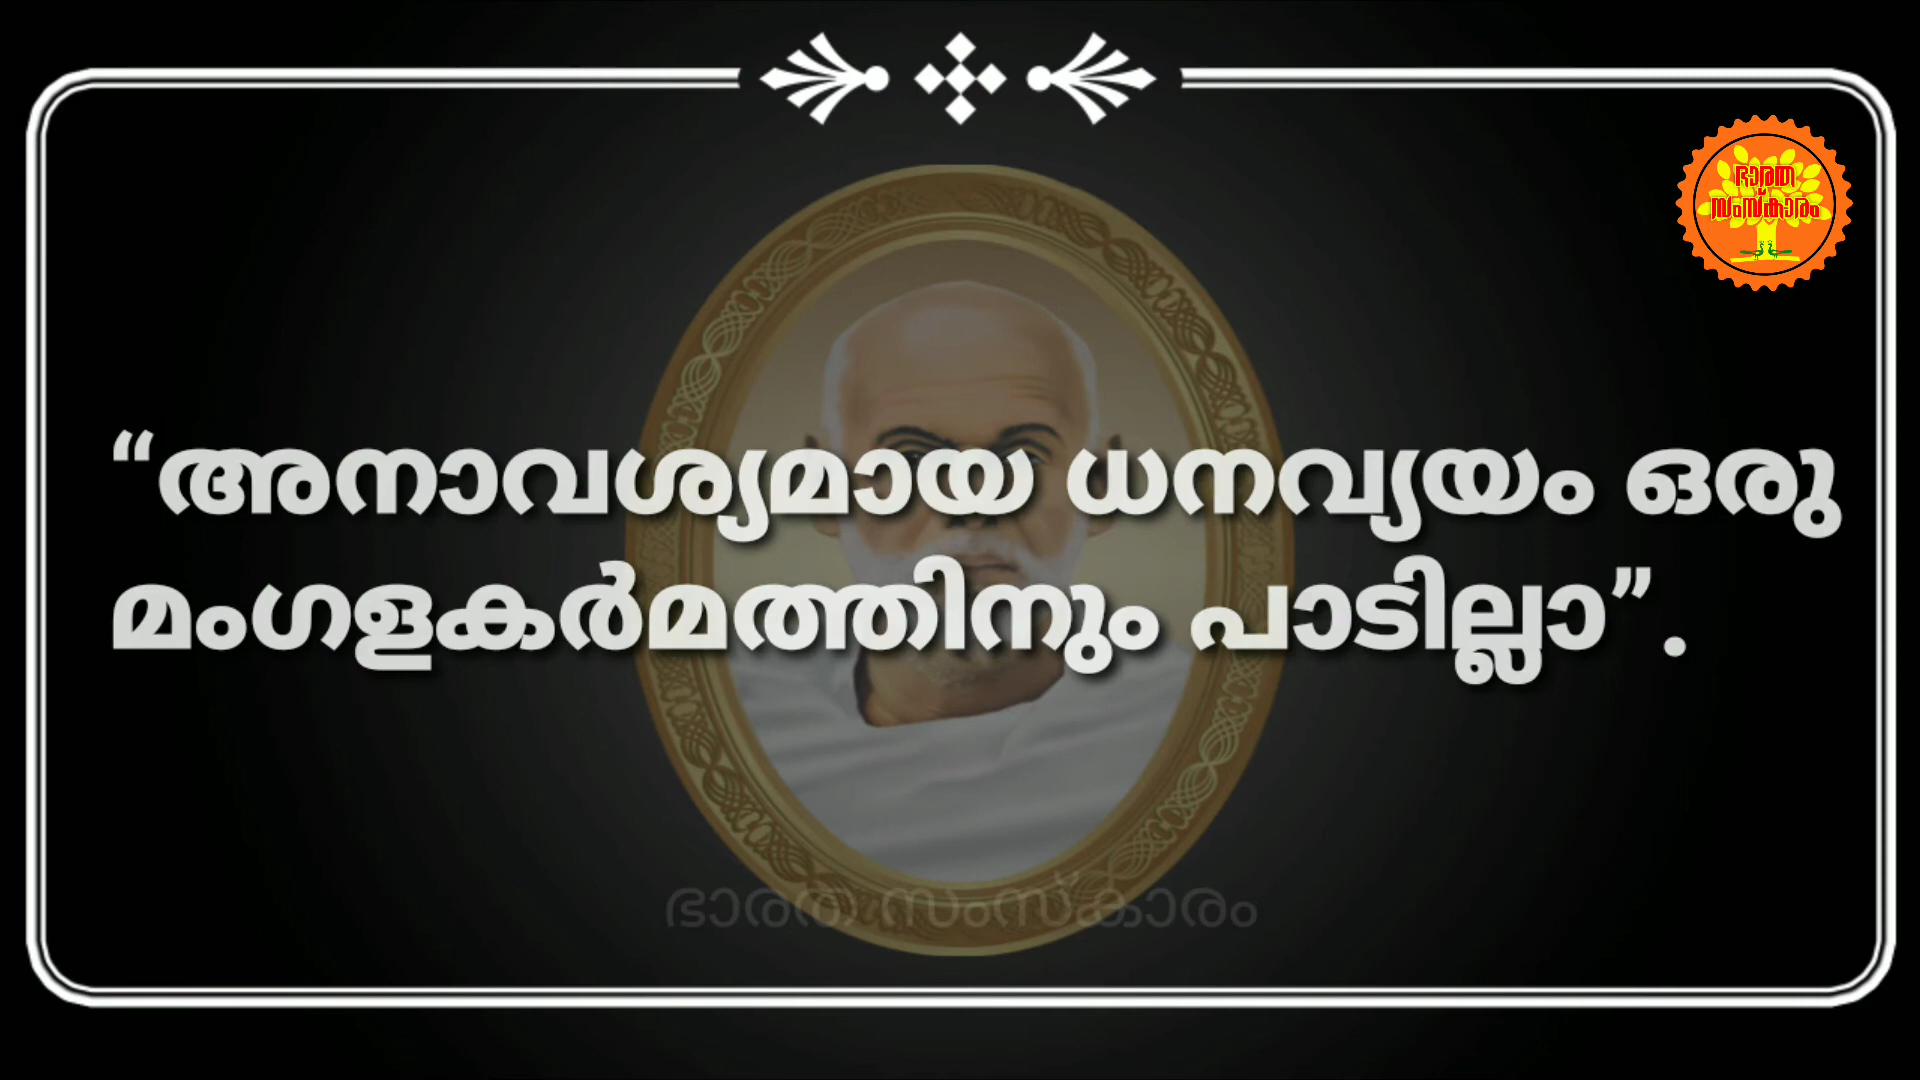 ഭാരത
സംസ്കാരം
“അനാവശ്യമായ ധനവ്യയം ഒരു
മംഗളകർമത്തിനും പാടില്ലാ”.
ഭാരത സംസ്കാരം